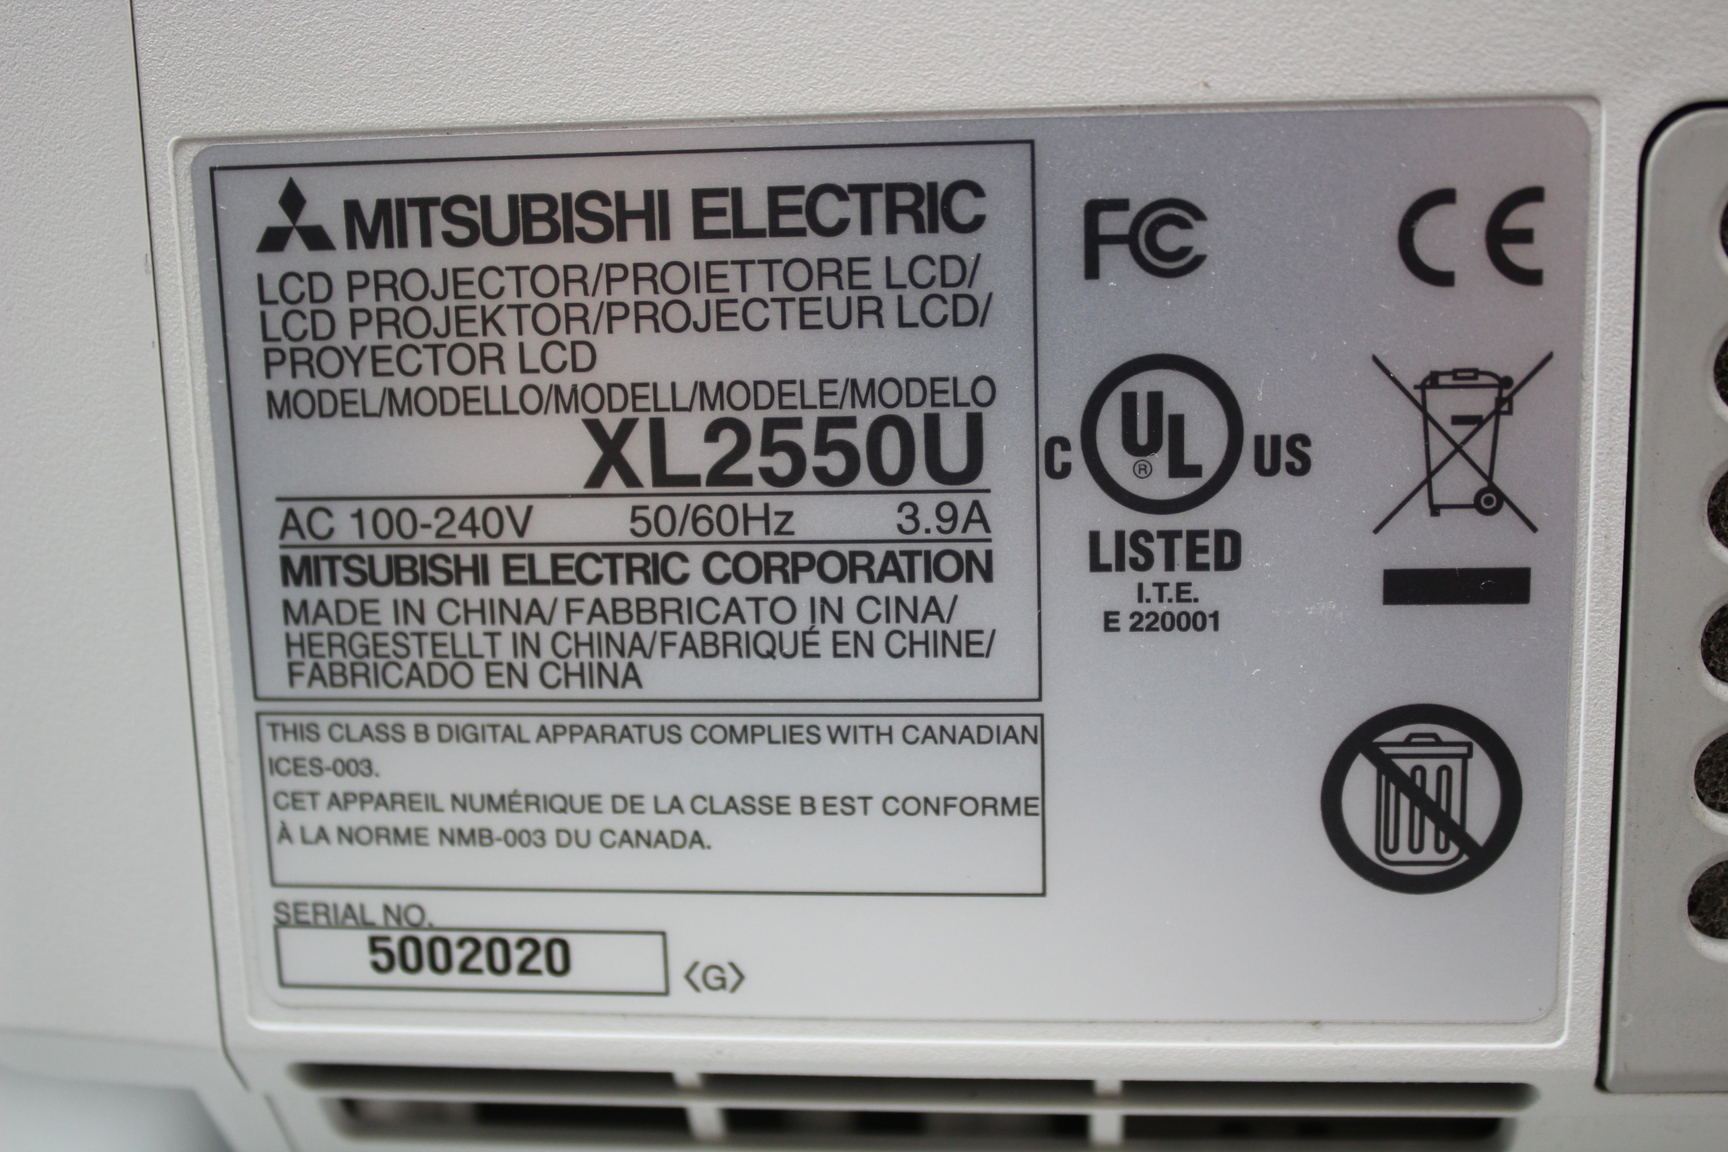 MITSUBISHI ELECTRIC
LCD PROJECTOR/PROIETTORE LCD/
LCD PROJEKTOR/PROJECTEUR LCD/
PROYECTOR LCD
MODEL/MODELLO/MODELL/MODELE/MODELO
XL2550U
AC 100-240V 50/60Hz 3.9A
MITSUBISHI ELECTRIC CORPORATION
MADE IN CHINA/FABBRICATO IN CINA/
HERGESTELLT IN CHINA/FABRIQUÉ EN CHINE/
FABRICADO EN CHINA
THIS CLASS B DIGITAL APPARATUS COMPLIES WITH CANADIAN
ICES-003.
CET APPAREIL NUMÉRIQUE DE LA CLASSE B EST CONFORME
À LA NORME NMB-003 DU CANADA.
SERIAL NO.
5002020
〈G〉
FC CE
C UL® US
LISTED
I.T.E.
E 220001